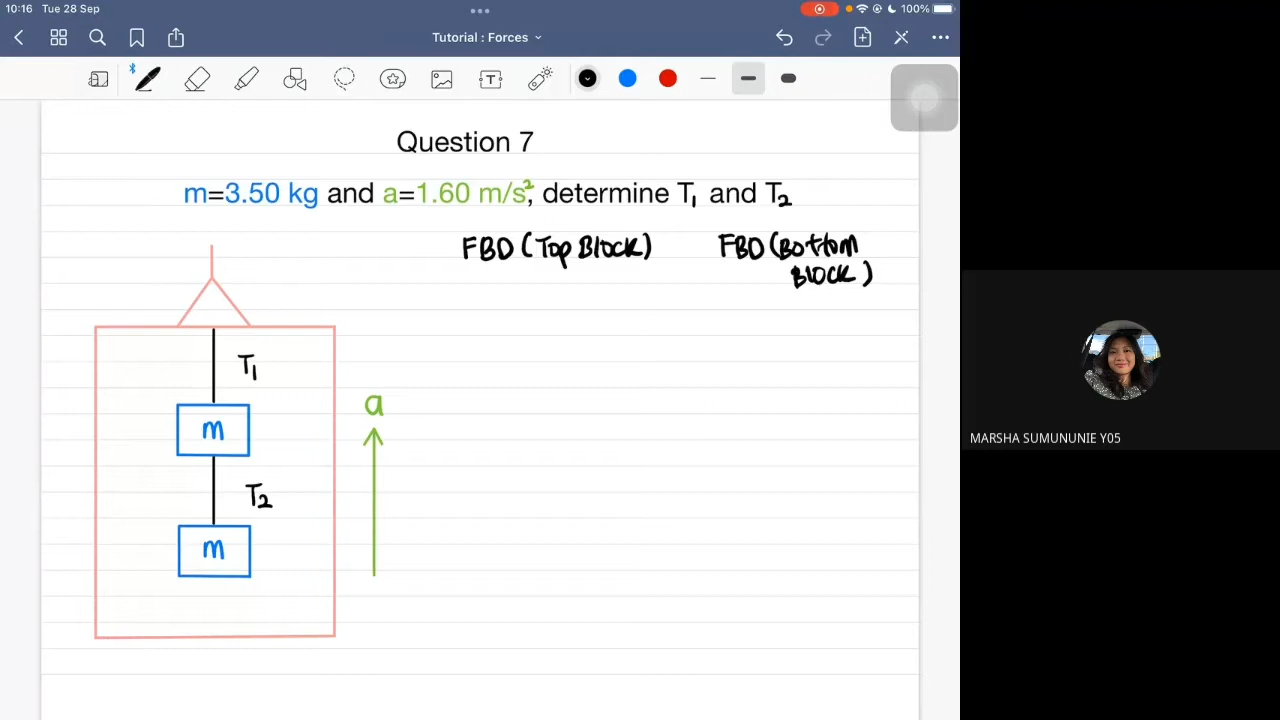 10:16 Tue 28 Sep
100%
Tutorial : Forces
T
Question 7
m=3.50 kg and a=1.60 m/s², determine T₁ and T₂
FBD (Top Block)
FBD (Bottom
Block)
T₁
a
m
T₂
m
MARSHA SUMUNUNIE Y05